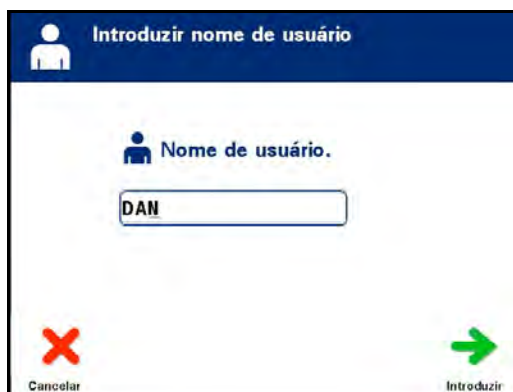 Introduzir nome de usuário
Nome de usuário.
DAN
Cancelar
Introduzir